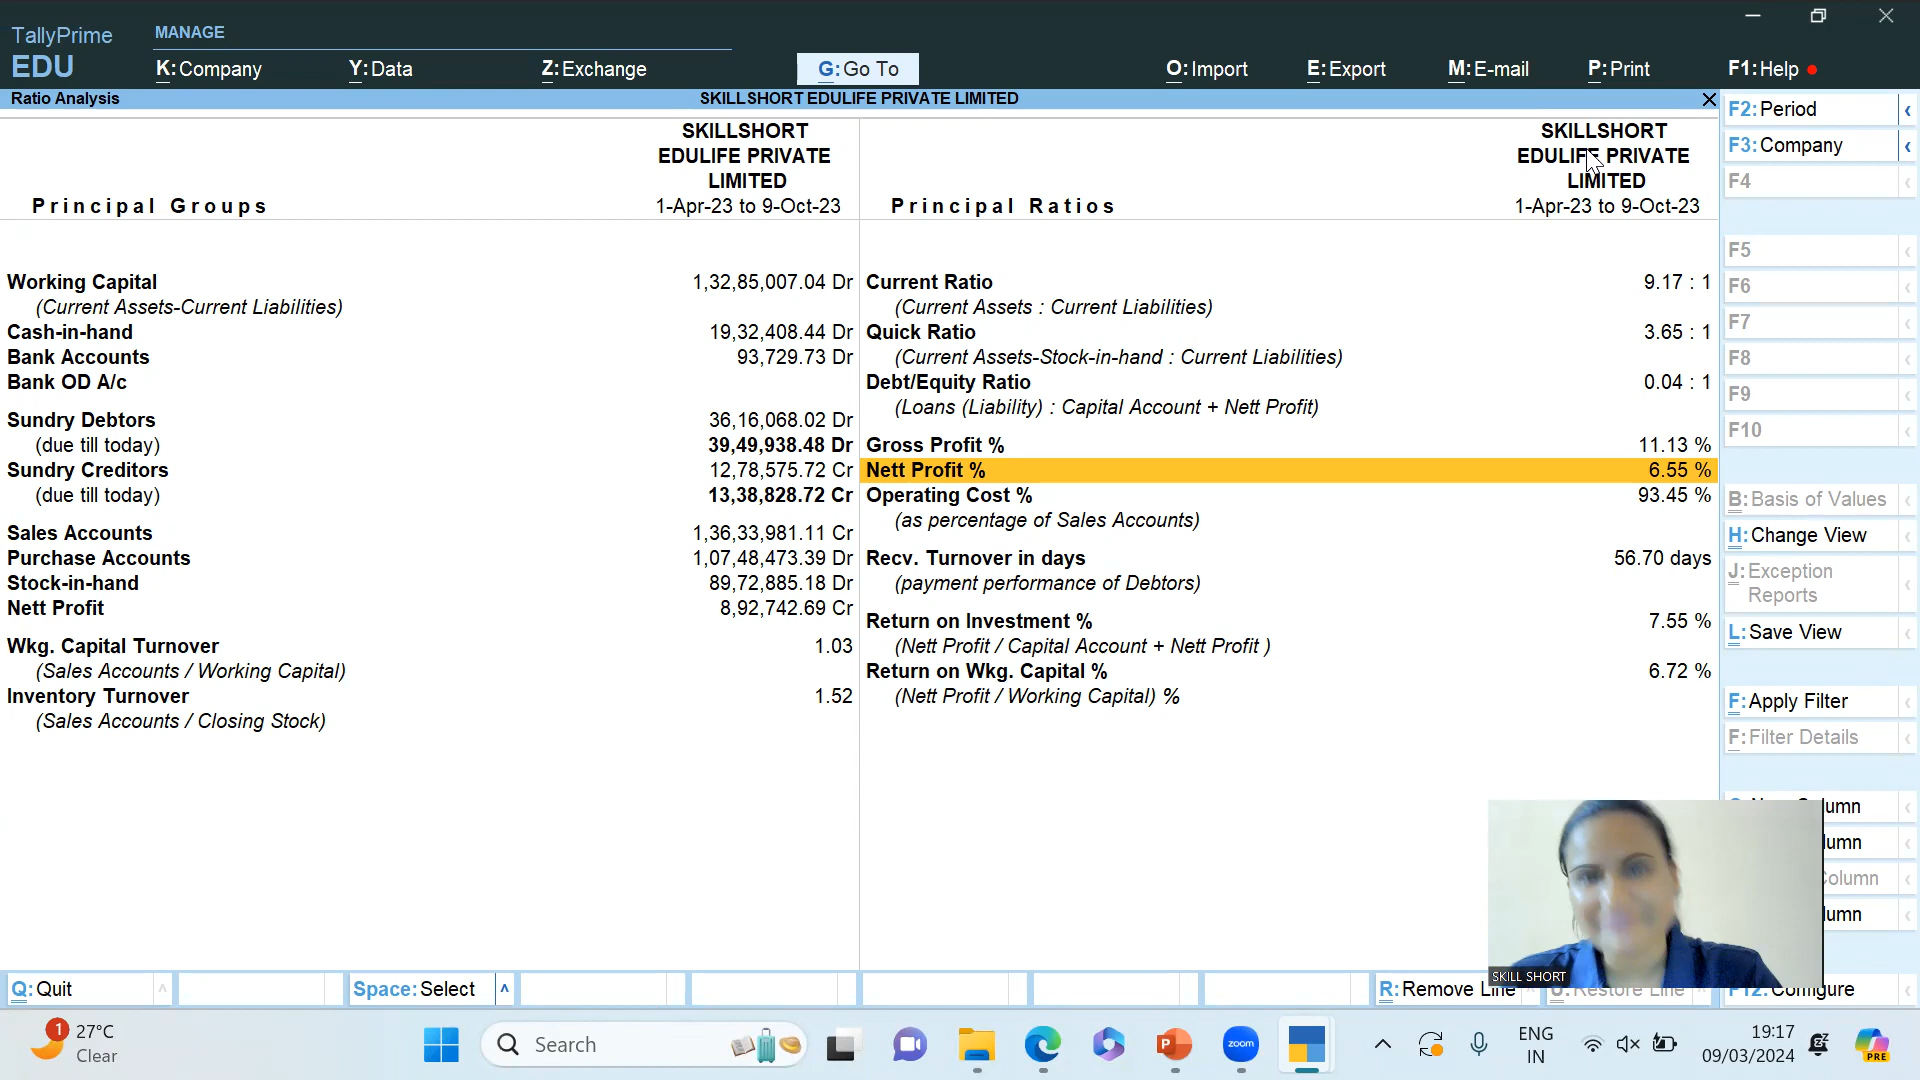 TallyPrime
EDU
MANAGE
K:Company
Y:Data
Z:Exchange
G:Go To
O:Import
E:Export
M:E-mail
P:Print
F1:Help
Ratio Analysis
SKILLSHORT EDULIFE PRIVATE LIMITED
SKILLSHORT
EDULIFE PRIVATE
LIMITED
Principal Groups
1-Apr-23 to 9-Oct-23
Working Capital 1,32,85,007.04 Dr
(Current Assets-Current Liabilities)
Cash-in-hand 19,32,408.44 Dr
Bank Accounts 93,729.73 Dr
Bank OD A/c
Sundry Debtors 36,16,068.02 Dr
(due till today) 39,49,938.48 Dr
Sundry Creditors 12,78,575.72 Cr
(due till today) 13,38,828.72 Cr
Sales Accounts 1,36,33,981.11 Cr
Purchase Accounts 1,07,48,473.39 Dr
Stock-in-hand 89,72,885.18 Dr
Nett Profit 8,92,742.69 Cr
Wkg. Capital Turnover 1.03
(Sales Accounts / Working Capital)
Inventory Turnover 1.52
(Sales Accounts / Closing Stock)
SKILLSHORT
EDULIFE PRIVATE
LIMITED
Principal Ratios
1-Apr-23 to 9-Oct-23
Current Ratio 9.17 : 1
(Current Assets : Current Liabilities)
Quick Ratio 3.65 : 1
(Current Assets-Stock-in-hand : Current Liabilities)
Debt/Equity Ratio 0.04 : 1
(Loans (Liability) : Capital Account + Nett Profit)
Gross Profit % 11.13 %
Nett Profit % 6.55 %
Operating Cost % 93.45 %
(as percentage of Sales Accounts)
Recv. Turnover in days 56.70 days
(payment performance of Debtors)
Return on Investment % 7.55 %
(Nett Profit / Capital Account + Nett Profit )
Return on Wkg. Capital % 6.72 %
(Nett Profit / Working Capital) %
F2:Period
F3:Company
F4
F5
F6
F7
F8
F9
F10
B:Basis of Values
H:Change View
J:Exception
Reports
L:Save View
F:Apply Filter
F:Filter Details
SKILL SHORT
Q:Quit
Space:Select
R:Remove Line
F12:Configure
1
27°C
Clear
Search
zoom
ENG
IN
19:17
09/03/2024
PRE